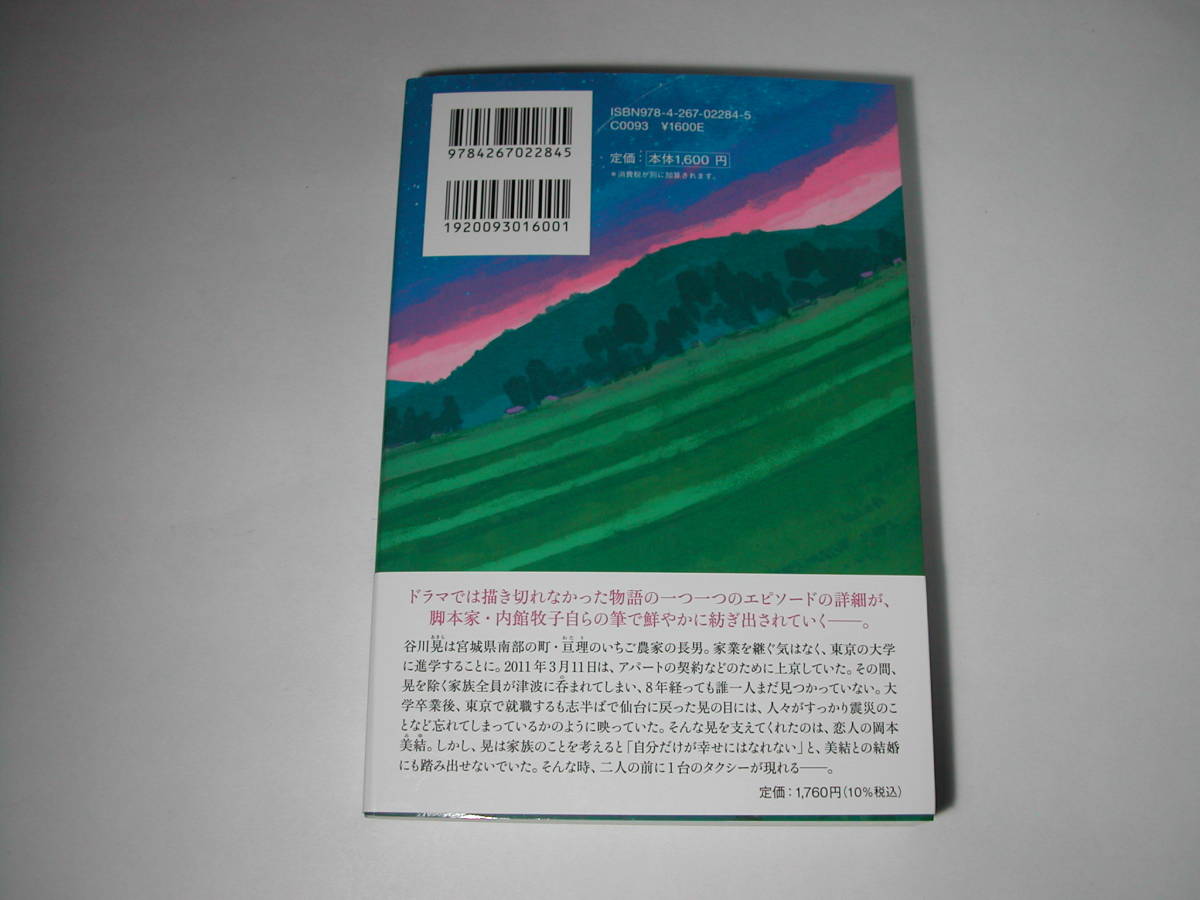 9784267022845
1920093016001
ISBN978-4-267-02284-5
C0093 ¥1600E
定価：本体1,600円
＊消費税が別に加算されます。
ドラマでは描き切れなかった物語の一つ一つのエピソードの詳細が、
脚本家・内館牧子自らの筆で鮮やかに紡ぎ出されていく――。
あきら わたり
谷川晃は宮城県南部の町・亘理のいちご農家の長男。家業を継ぐ気はなく、東京の大学
に進学することに。2011年3月11日は、アパートの契約などのために上京していた。その間、
の
晃を除く家族全員が津波に呑まれてしまい、8年経っても誰一人まだ見つかっていない。大
学卒業後、東京で就職するも志半ばで仙台に戻った晃の目には、人々がすっかり震災のこ
となど忘れてしまっているかのように映っていた。そんな晃を支えてくれたのは、恋人の岡本
みゆ
美結。しかし、晃は家族のことを考えると「自分だけが幸せにはなれない」と、美結との結婚
にも踏み出せないでいた。そんな時、二人の前に1台のタクシーが現れる――。
定価：1,760円（10%税込）